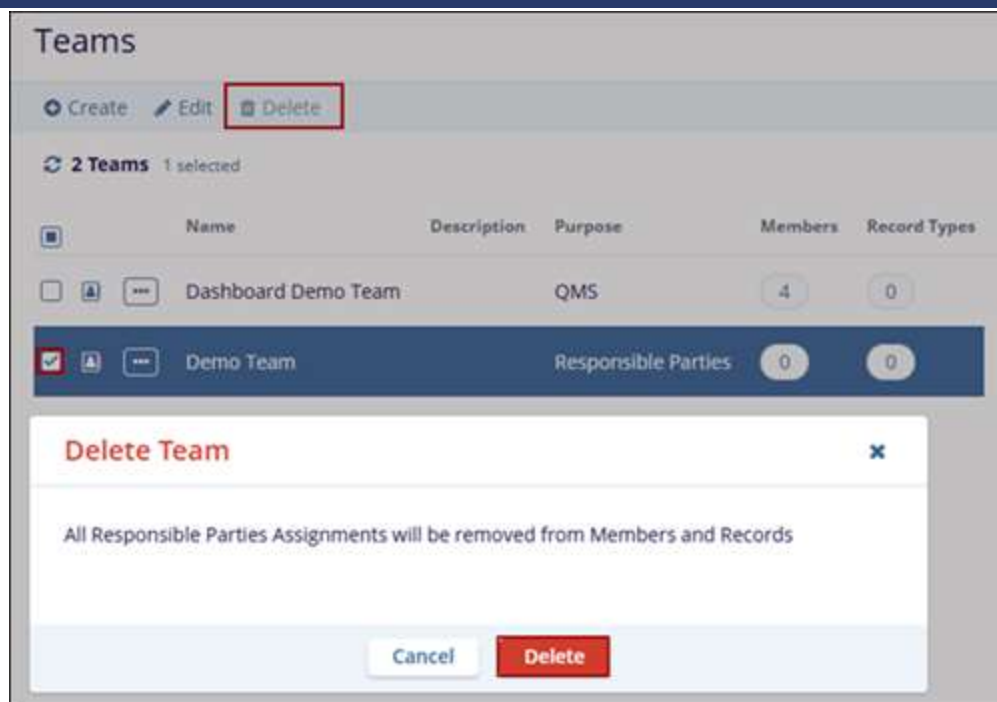 Teams
Create Edit Delete
2 Teams 1 selected
Name Description Purpose Members Record Types
Dashboard Demo Team QMS 4 0
Demo Team Responsible Parties 0 0
Delete Team
All Responsible Parties Assignments will be removed from Members and Records
Cancel Delete